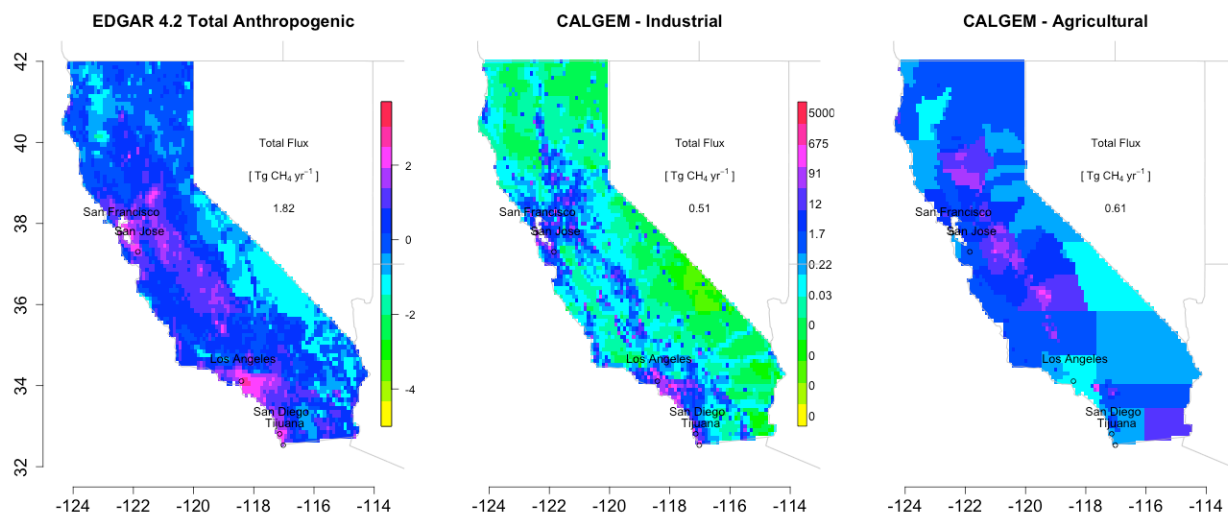 EDGAR 4.2 Total Anthropogenic
CALGEM - Industrial
CALGEM - Agricultural
42
40
38
36
34
32
Total Flux
[ Tg CH₄ yr⁻¹ ]
1.82
San Francisco
San Jose
Los Angeles
San Diego
Tijuana
2
0
-2
-4
-124
-122
-120
-118
-116
-114
Total Flux
[ Tg CH₄ yr⁻¹ ]
0.51
San Francisco
San Jose
Los Angeles
San Diego
Tijuana
5000
675
91
12
1.7
0.22
0.03
0
0
0
0
-124
-122
-120
-118
-116
-114
Total Flux
[ Tg CH₄ yr⁻¹ ]
0.61
San Francisco
San Jose
Los Angeles
San Diego
Tijuana
-124
-122
-120
-118
-116
-114